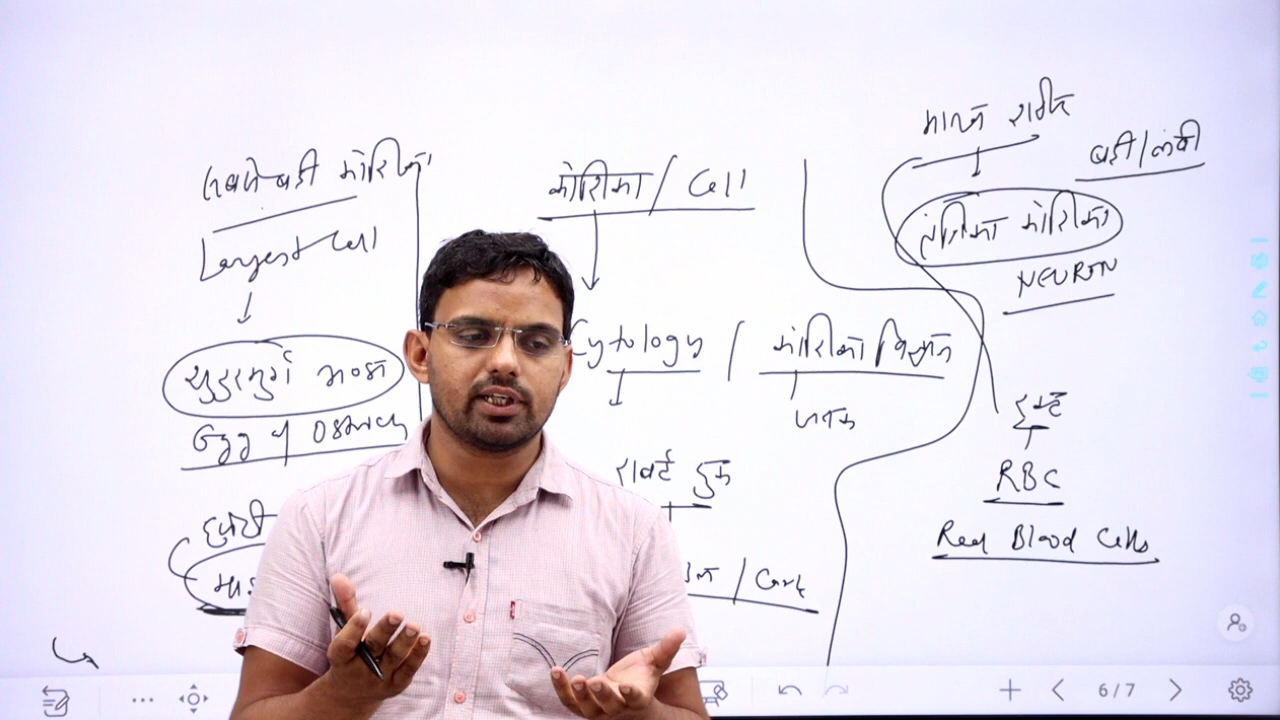 सबसे बड़ी कोशिका
Largest Cell
शुतुरमुर्ग अण्डा
Egg of Ostrich
छोटी
कोशिका / Cell
Cytology / कोशिका विज्ञान
जनक
राबर्ट हुक
/ Cork
मानव शरीर
बड़ी/लंबी
तंत्रिका कोशिका
NEURON
छोटी
RBC
Red Blood Cells
6/7